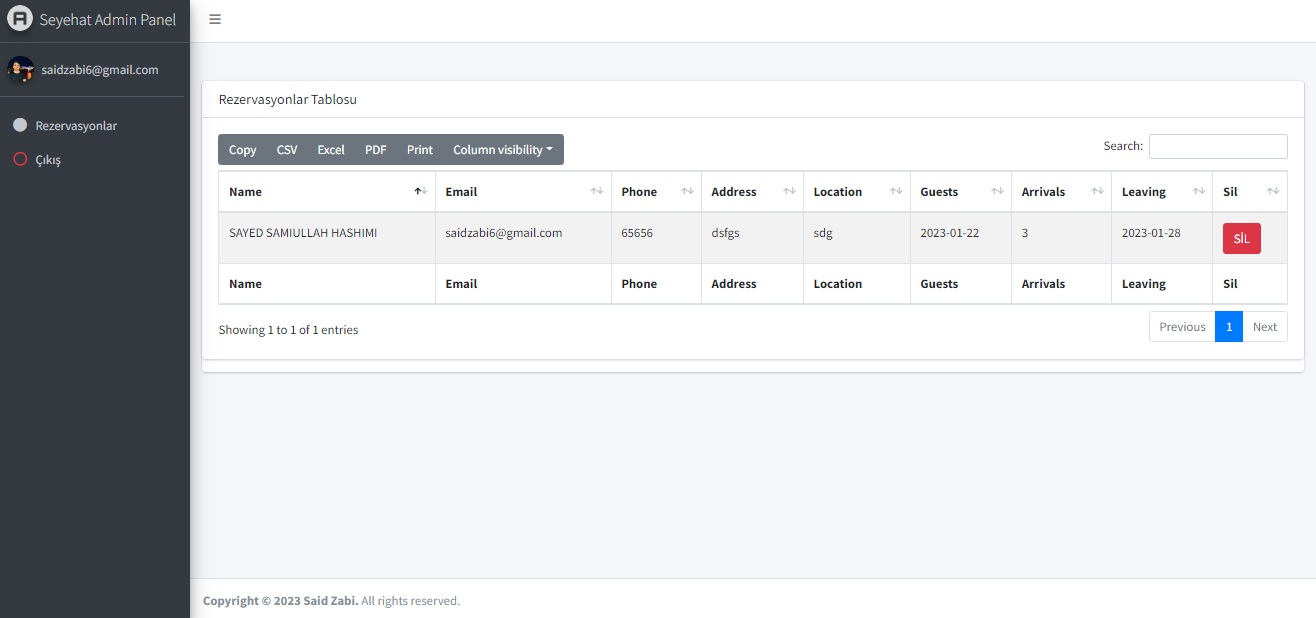 Seyehat Admin Panel
saidzabi6@gmail.com
Rezervasyonlar
Çıkış
Rezervasyonlar Tablosu
Copy CSV Excel PDF Print Column visibility
Search:
Name Email Phone Address Location Guests Arrivals Leaving Sil
SAYED SAMIULLAH HASHIMI saidzabi6@gmail.com 65656 dsfgs sdg 2023-01-22 3 2023-01-28 SİL
Name Email Phone Address Location Guests Arrivals Leaving Sil
Showing 1 to 1 of 1 entries
Previous 1 Next
Copyright © 2023 Said Zabi. All rights reserved.